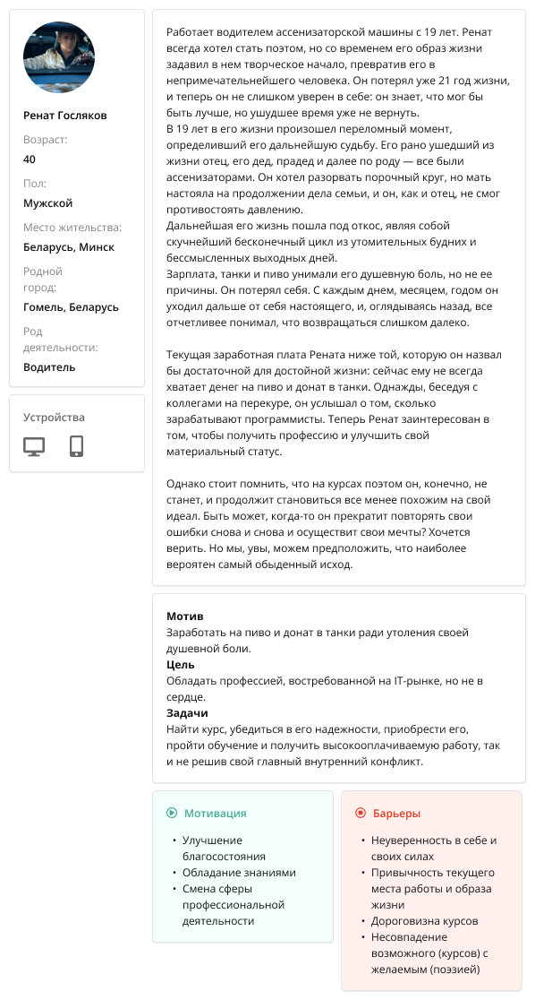 Ренат Госляков
Возраст:
40
Пол:
Мужской
Место жительства:
Беларусь, Минск
Родной
город:
Гомель, Беларусь
Род
деятельности:
Водитель
Устройства
Работает водителем ассенизаторской машины с 19 лет. Ренат
всегда хотел стать поэтом, но со временем его образ жизни
задавил в нем творческое начало, превратив его в
непримечательнейшего человека. Он потерял уже 21 год жизни,
и теперь он не слишком уверен в себе: он знает, что мог бы
быть лучше, но ушудшее время уже не вернуть.
В 19 лет в его жизни произошел переломный момент,
определивший его дальнейшую судьбу. Его рано ушедший из
жизни отец, его дед, прадед и далее по роду — все были
ассенизаторами. Он хотел разорвать порочный круг, но мать
настояла на продолжении дела семьи, и он, как и отец, не смог
противостоять давлению.
Дальнейшая его жизнь пошла под откос, являя собой
скучнейший бесконечный цикл из утомительных будних и
бессмысленных выходных дней.
Зарплата, танки и пиво унимали его душевную боль, но не ее
причины. Он потерял себя. С каждым днем, месяцем, годом он
уходил дальше от себя настоящего, и, оглядываясь назад, все
отчетливее понимал, что возвращаться слишком далеко.
Текущая заработная плата Рената ниже той, которую он назвал
бы достаточной для достойной жизни: сейчас ему не всегда
хватает денег на пиво и донат в танки. Однажды, беседуя с
коллегами на перекуре, он услышал о том, сколько
зарабатывают программисты. Теперь Ренат заинтересован в
том, чтобы получить профессию и улучшить свой
материальный статус.
Однако стоит помнить, что на курсах поэтом он, конечно, не
станет, и продолжит становиться все менее похожим на свой
идеал. Быть может, когда-то он прекратит повторять свои
ошибки снова и снова и осуществит свои мечты? Хочется
верить. Но мы, увы, можем предположить, что наиболее
вероятен самый обыденный исход.
Мотив
Заработать на пиво и донат в танки ради утоления своей
душевной боли.
Цель
Обладать профессией, востребованной на IT-рынке, но не в
сердце.
Задачи
Найти курс, убедиться в его надежности, приобрести его,
пройти обучение и получить высокооплачиваемую работу, так
и не решив свой главный внутренний конфликт.
Мотивация
• Улучшение
благосостояния
• Обладание знаниями
• Смена сферы
профессиональной
деятельности
Барьеры
• Неуверенность в себе и
своих силах
• Привычность текущего
места работы и образа
жизни
• Дороговизна курсов
• Несовпадение
возможного (курсов) с
желаемым (поэзией)